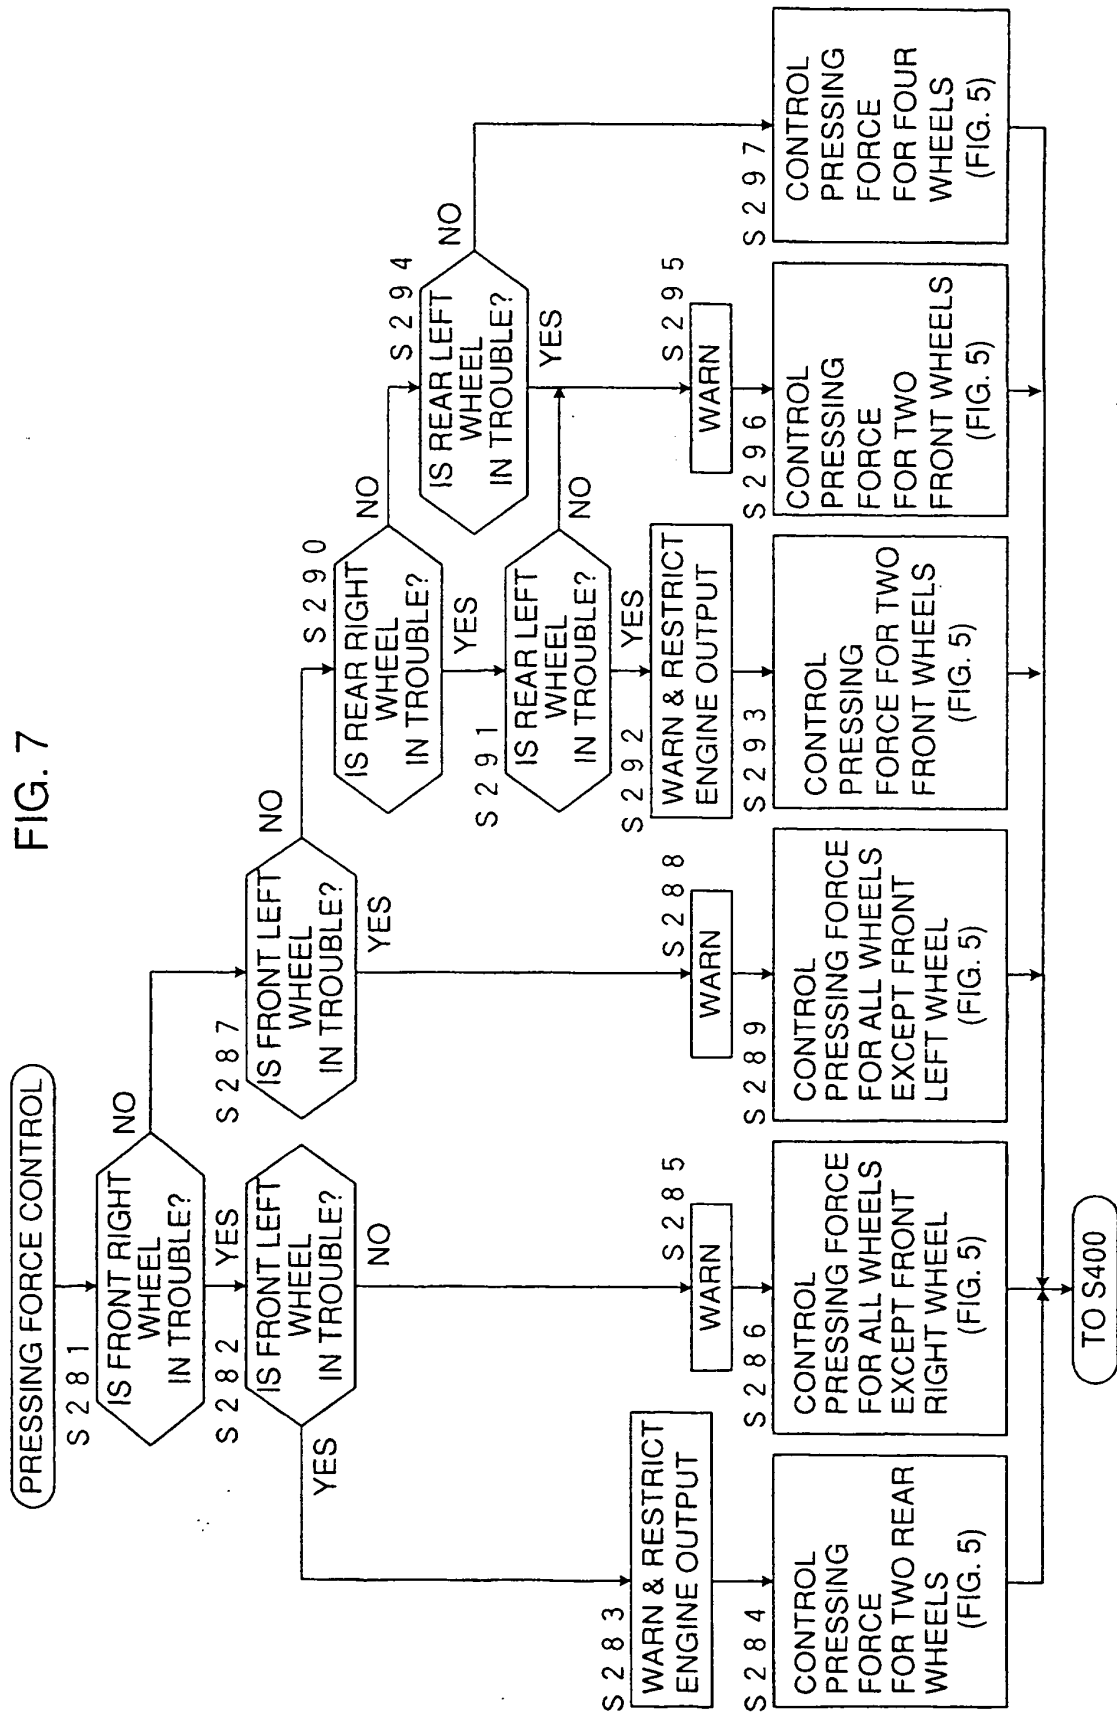 FIG. 7
PRESSING FORCE CONTROL
S281
IS FRONT RIGHT
WHEEL
IN TROUBLE?
NO
YES
S282
IS FRONT LEFT
WHEEL
IN TROUBLE?
YES
NO
S283
WARN & RESTRICT
ENGINE OUTPUT
S284
CONTROL
PRESSING
FORCE
FOR TWO REAR
WHEELS
(FIG. 5)
S285
WARN
S286
CONTROL
PRESSING FORCE
FOR ALL WHEELS
EXCEPT FRONT
RIGHT WHEEL
(FIG. 5)
S287
IS FRONT LEFT
WHEEL
IN TROUBLE?
NO
YES
S288
WARN
S289
CONTROL
PRESSING FORCE
FOR ALL WHEELS
EXCEPT FRONT
LEFT WHEEL
(FIG. 5)
S290
IS REAR RIGHT
WHEEL
IN TROUBLE?
NO
YES
S291
IS REAR LEFT
WHEEL
IN TROUBLE?
NO
YES
S292
WARN & RESTRICT
ENGINE OUTPUT
S293
CONTROL
PRESSING
FORCE FOR TWO
FRONT WHEELS
(FIG. 5)
S294
IS REAR LEFT
WHEEL
IN TROUBLE?
NO
YES
S295
WARN
S296
CONTROL
PRESSING
FORCE
FOR TWO
FRONT WHEELS
(FIG. 5)
S297
CONTROL
PRESSING
FORCE
FOR FOUR
WHEELS
(FIG. 5)
TO S400